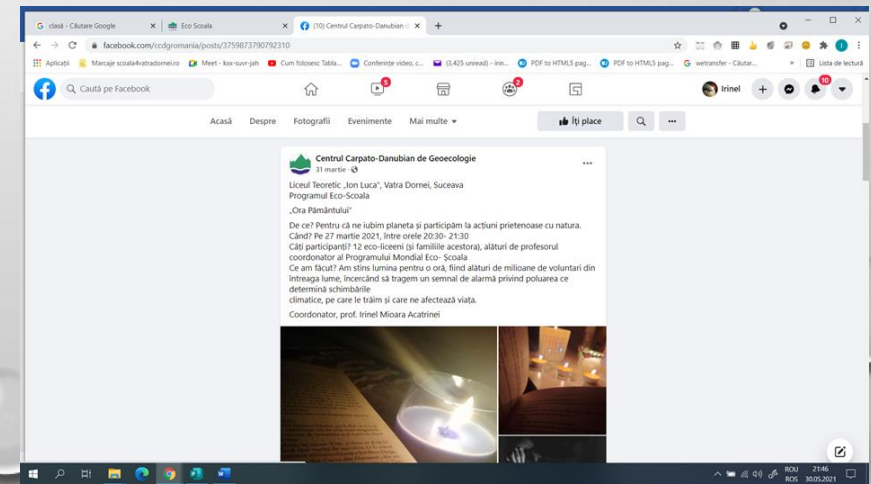 clasă - Căutare Google
Eco Scoala
(10) Centrul Carpato-Danubian d
facebook.com/ccdgromania/posts/3759873790792310
Aplicații
Marcaje scoala4vatradornei.ro
Meet - kxx-suvr-jah
Cum folosesc Tabla...
Conferințe video, c...
(3,425 unread) - irin...
PDF to HTML5 pag...
PDF to HTML5 pag...
wetransfer - Căutar...
Lista de lectură
Caută pe Facebook
5
2
Irinel
10
Acasă
Despre
Fotografii
Evenimente
Mai multe
Îți place
Centrul Carpato-Danubian de Geoecologie
31 martie
Liceul Teoretic „Ion Luca”, Vatra Dornei, Suceava
Programul Eco-Scoala
„Ora Pământului”
De ce? Pentru că ne iubim planeta și participăm la acțiuni prietenoase cu natura.
Când? Pe 27 martie 2021, între orele 20:30- 21:30
Câți participanți? 12 eco-liceeni (și familiile acestora), alături de profesorul
coordonator al Programului Mondial Eco- Școala
Ce am făcut? Am stins lumina pentru o oră, fiind alături de milioane de voluntari din
întreaga lume, încercând să tragem un semnal de alarmă privind poluarea ce
determină schimbările
climatice, pe care le trăim și care ne afectează viața.
Coordonator, prof. Irinel Mioara Acatrinei
ROU
ROS
21:46
30.05.2021